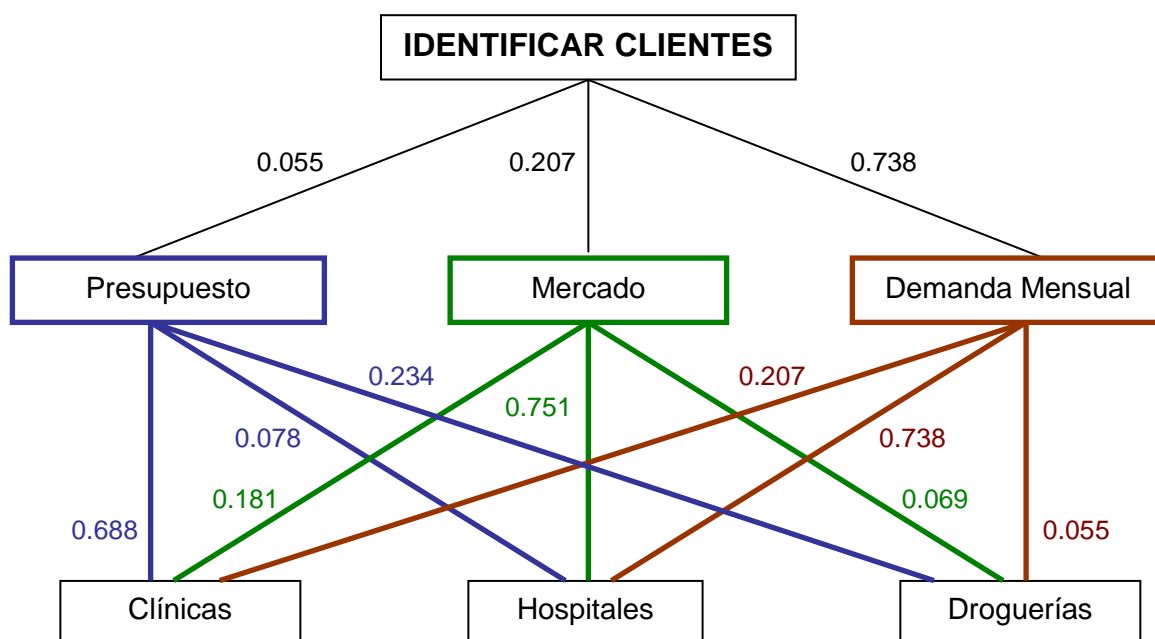 IDENTIFICAR CLIENTES
0.055
0.207
0.738
Presupuesto
Mercado
Demanda Mensual
0.234
0.207
0.751
0.078
0.738
0.181
0.069
0.688
0.055
Clínicas
Hospitales
Droguerías